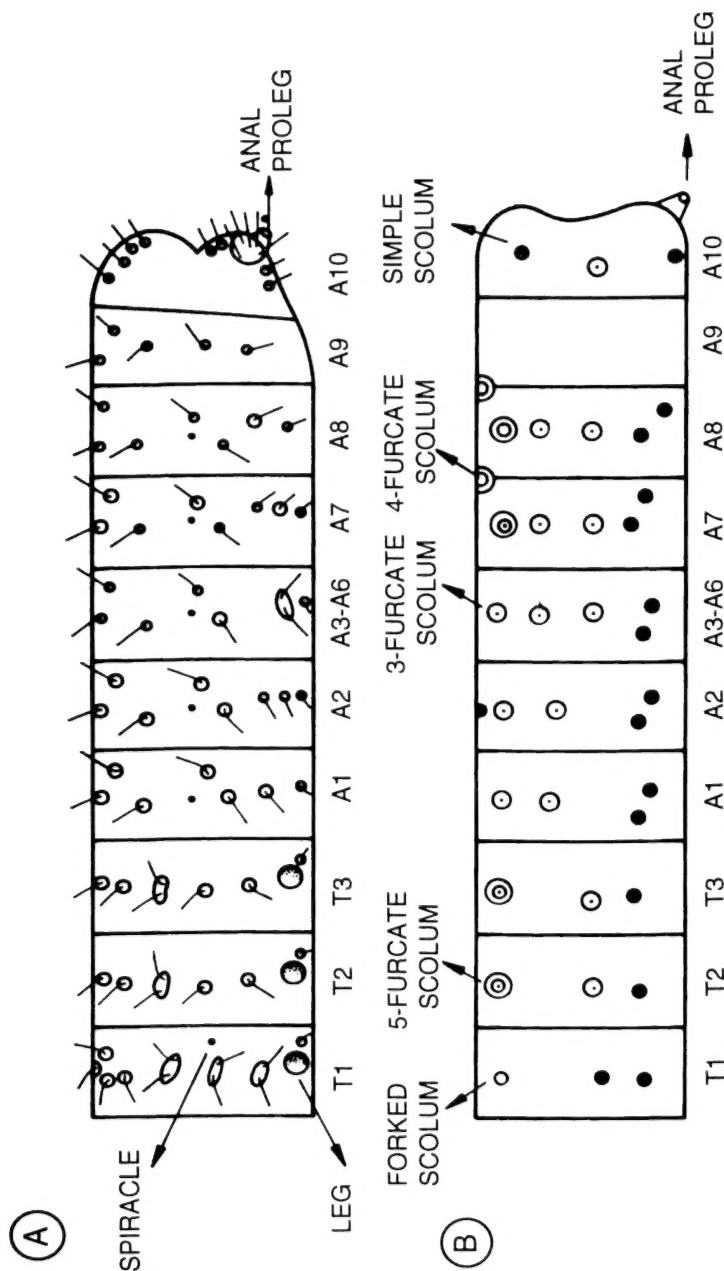 A
SPIRACLE
LEG
ANAL
PROLEG
T1 T2 T3 A1 A2 A3-A6 A7 A8 A9 A10
B
FORKED
SCOLUM
5-FURCATE
SCOLUM
3-FURCATE
SCOLUM
4-FURCATE
SCOLUM
SIMPLE
SCOLUM
ANAL
PROLEG
T1 T2 T3 A1 A2 A3-A6 A7 A8 A9 A10